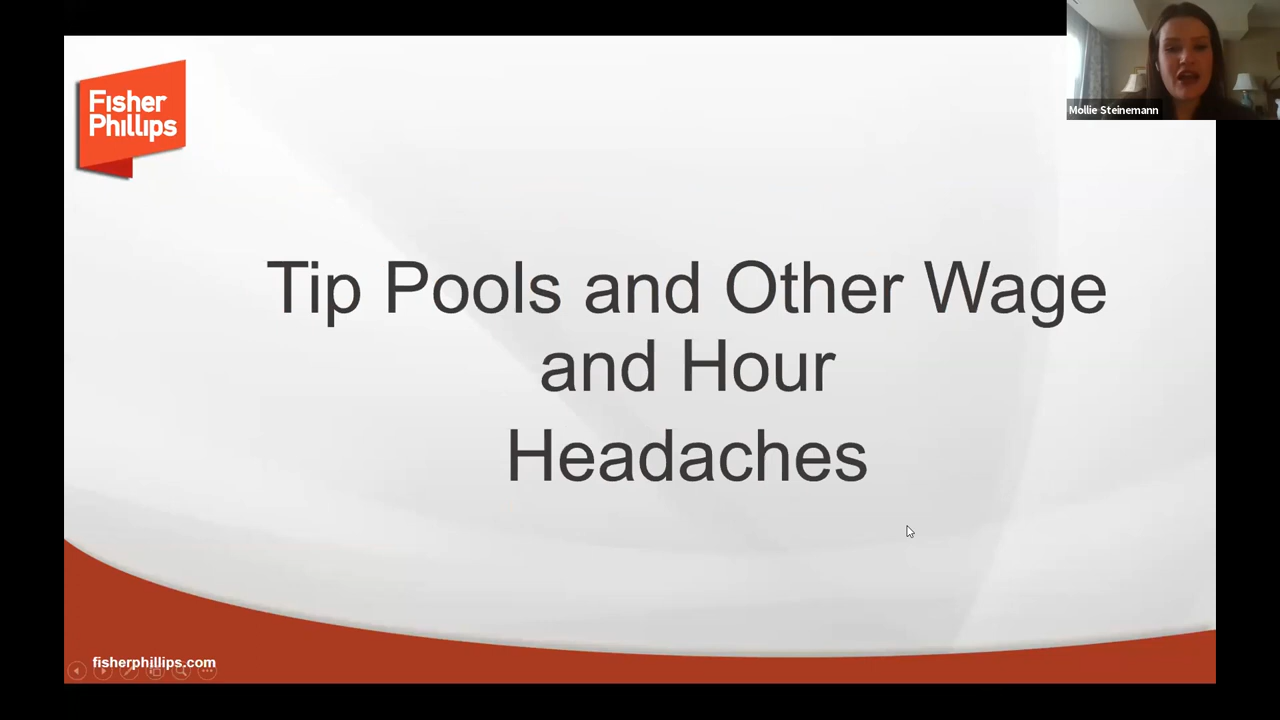 Fisher
Phillips
Mollie Steinemann
Tip Pools and Other Wage
and Hour
Headaches
fisherphillips.com